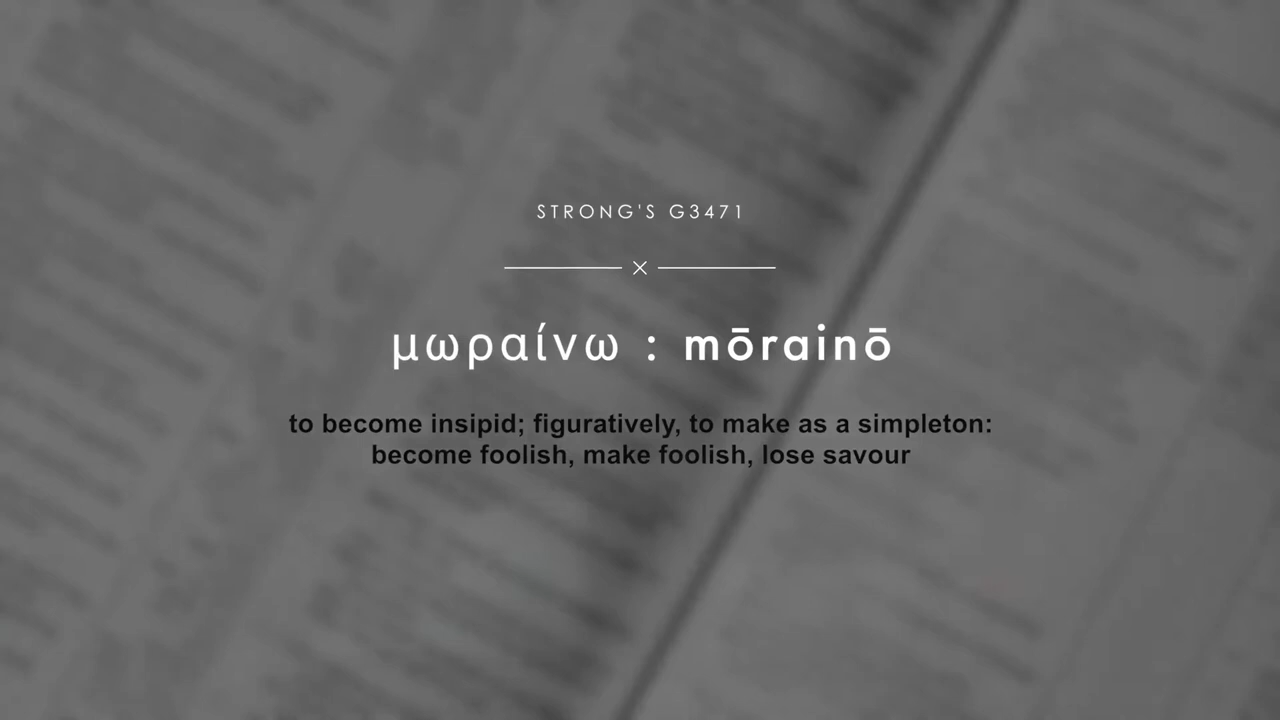 STRONG'S G3471
μωραίνω : mōrainō
to become insipid; figuratively, to make as a simpleton:
become foolish, make foolish, lose savour